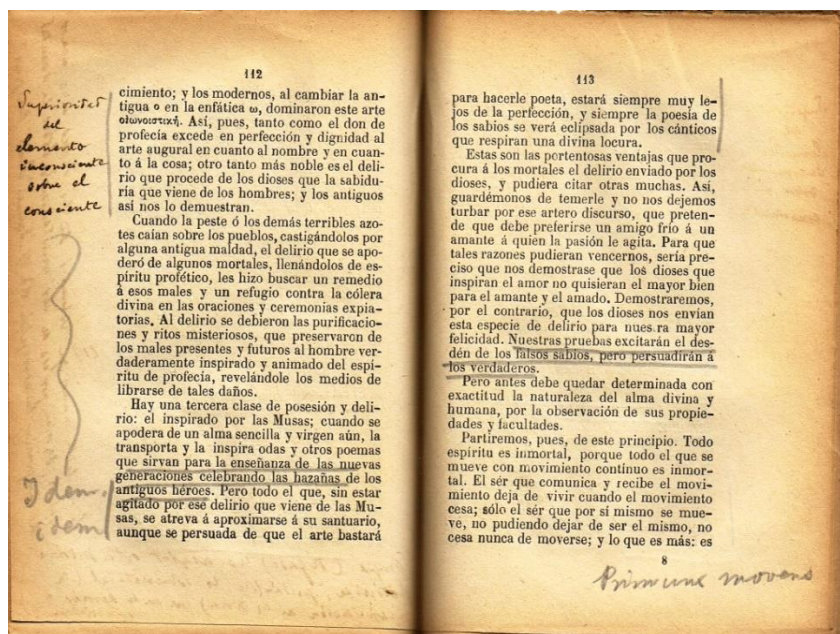 112
cimiento; y los modernos, al cambiar la an-
tigua o en la enfática ω, dominaron este arte
οἰωνοιστική. Así, pues, tanto como el don de
profecía excede en perfección y dignidad al
arte augural en cuanto al nombre y en cuan-
to á la cosa; otro tanto más noble es el deli-
rio que procede de los dioses que la sabidu-
ría que viene de los hombres; y los antiguos
así nos lo demuestran.
Cuando la peste ó los demás terribles azo-
tes caían sobre los pueblos, castigándolos por
alguna antigua maldad, el delirio que se apo-
deró de algunos mortales, llenándolos de es-
píritu profético, les hizo buscar un remedio
á esos males y un refugio contra la cólera
divina en las oraciones y ceremonias expia-
torias. Al delirio se debieron las purificacio-
nes y ritos misteriosos, que preservaron de
los males presentes y futuros al hombre ver-
daderamente inspirado y animado del espí-
ritu de profecía, revelándole los medios de
librarse de tales daños.
Hay una tercera clase de posesión y deli-
rio: el inspirado por las Musas; cuando se
apodera de un alma sencilla y virgen aún, la
transporta y la inspira odas y otros poemas
que sirvan para la enseñanza de las nuevas
generaciones celebrando las hazañas de los
antiguos héroes. Pero todo el que, sin estar
agitado por ese delirio que viene de las Mu-
sas, se atreva á aproximarse á su santuario,
aunque se persuada de que el arte bastará
Superioridad
del
elemento
inconsciente
sobre el
consciente
Idem
idem
113
para hacerle poeta, estará siempre muy le-
jos de la perfección, y siempre la poesía de
los sabios se verá eclipsada por los cánticos
que respiran una divina locura.
Estas son las portentosas ventajas que pro-
cura á los mortales el delirio enviado por los
dioses, y pudiera citar otras muchas. Así,
guardémonos de temerle y no nos dejemos
turbar por ese artero discurso, que preten-
de que debe preferirse un amigo frío á un
amante á quien la pasión le agita. Para que
tales razones pudieran vencernos, sería pre-
ciso que nos demostrase que los dioses que
inspiran el amor no quisieran el mayor bien
para el amante y el amado. Demostraremos,
por el contrario, que los dioses nos envían
esta especie de delirio para nues.ra mayor
felicidad. Nuestras pruebas excitarán el des-
dén de los falsos sabios, pero persuadirán á
los verdaderos.
Pero antes debe quedar determinada con
exactitud la naturaleza del alma divina y
humana, por la observación de sus propie-
dades y facultades.
Partiremos, pues, de este principio. Todo
espíritu es inmortal, porque todo el que se
mueve con movimiento continuo es inmor-
tal. El sér que comunica y recibe el movi-
miento deja de vivir cuando el movimiento
cesa; sólo el sér que por sí mismo se mue-
ve, no pudiendo dejar de ser el mismo, no
cesa nunca de moverse; y lo que es más: es
8
Primum movens